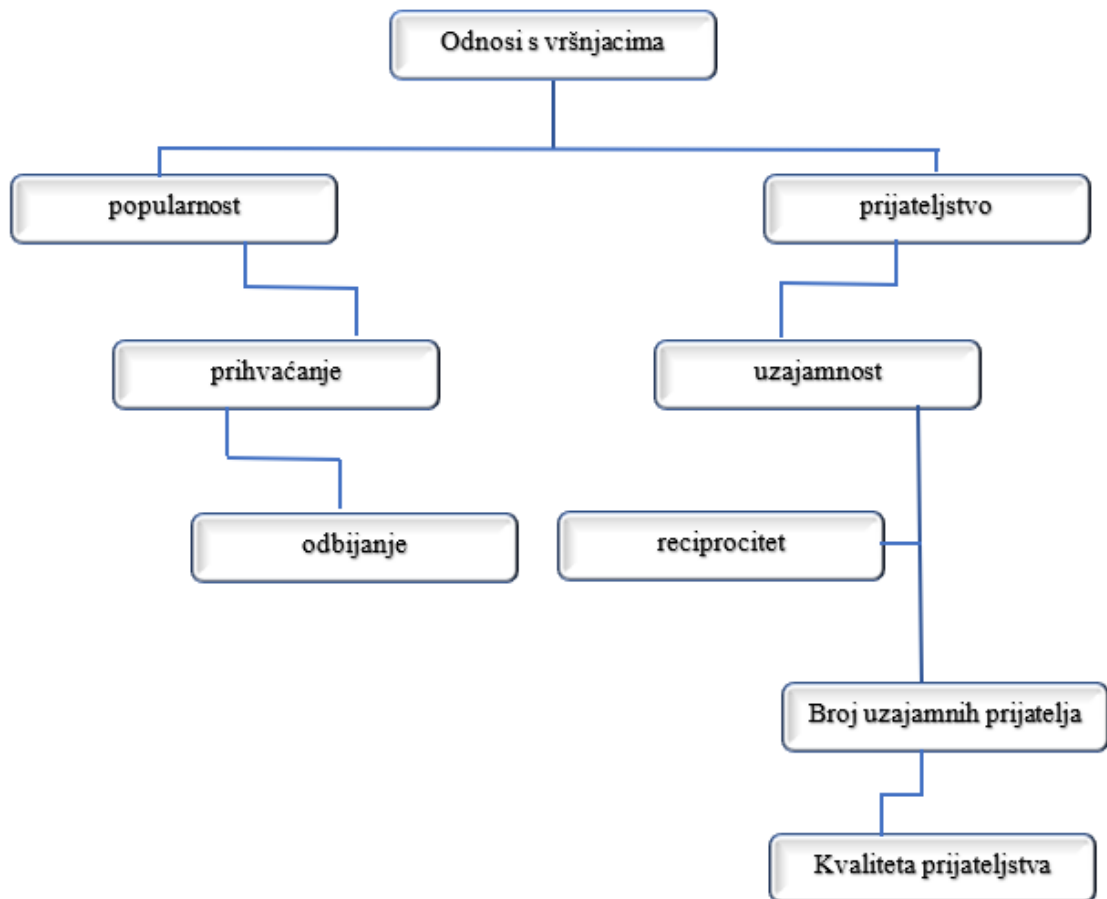 Odnosi s vršnjacima
popularnost
prijateljstvo
prihvaćanje
uzajamnost
odbijanje
reciprocitet
Broj uzajamnih prijatelja
Kvaliteta prijateljstva